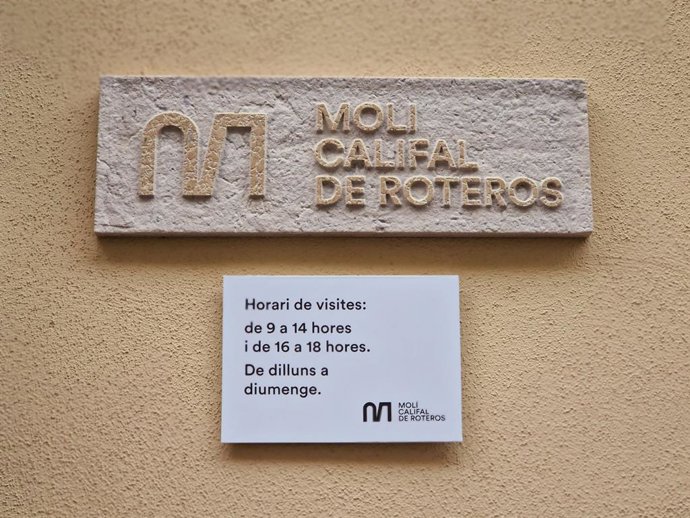 MOLI
CALIFAL
DE ROTEROS
Horari de visites:
de 9 a 14 hores
i de 16 a 18 hores.
De dilluns a
diumenge.
MOLÍ
CALIFAL
DE ROTEROS